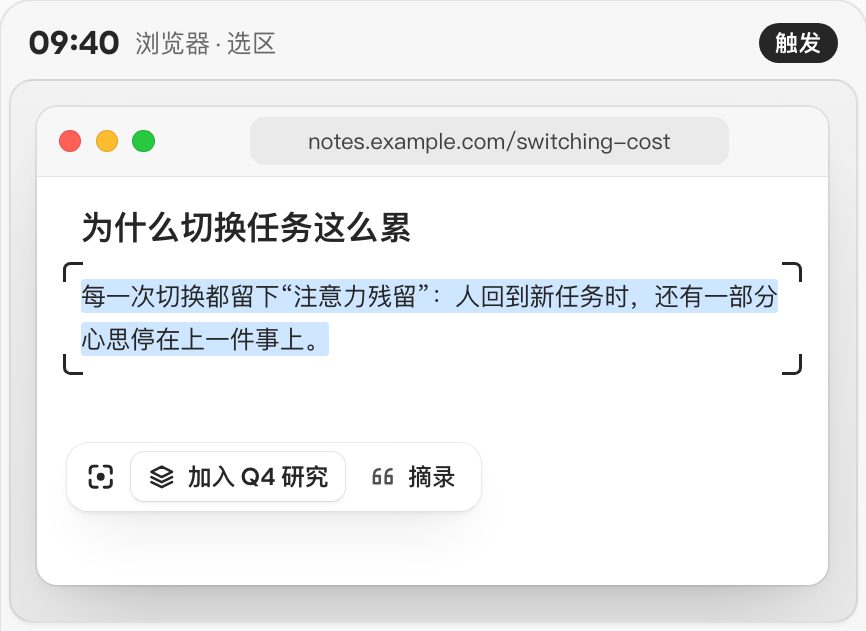 09:40 浏览器 · 选区 触发
notes.example.com/switching-cost
为什么切换任务这么累
每一次切换都留下“注意力残留”：人回到新任务时，还有一部分
心思停在上一件事上。
加入 Q4 研究 摘录